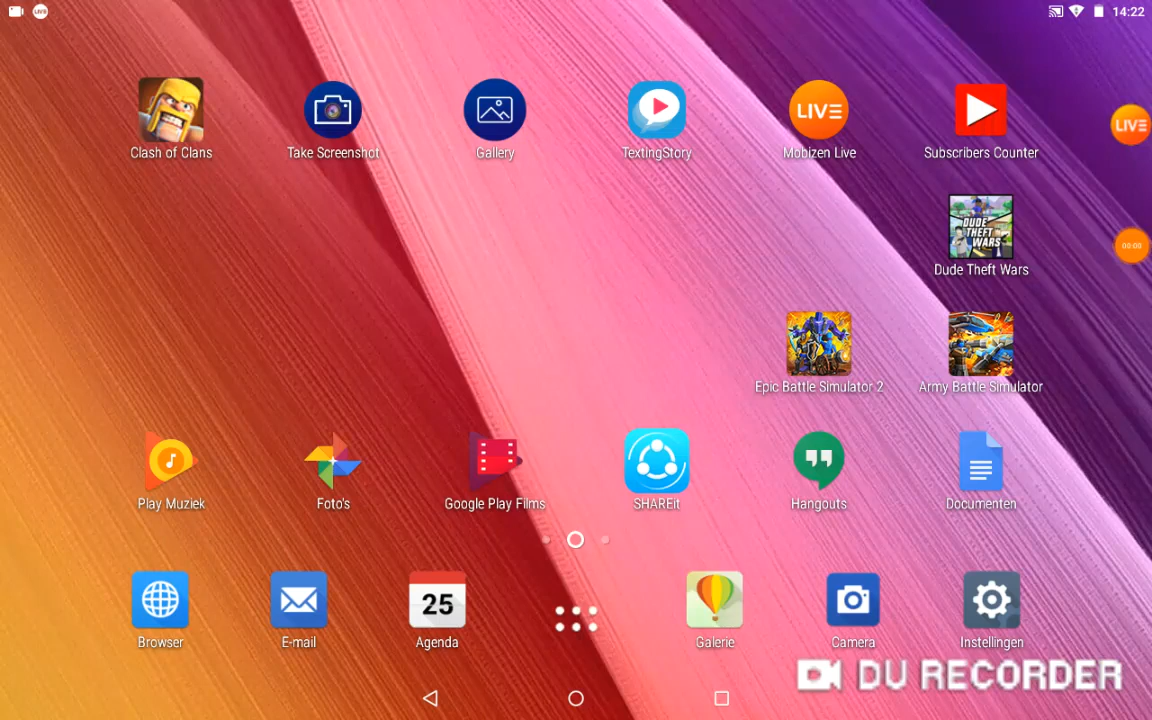 LIVE
14:22
Clash of Clans
Take Screenshot
Gallery
TextingStory
LIVE
Mobizen Live
Subscribers Counter
LIVE
DUDE THEFT WARS
Dude Theft Wars
00:00
Epic Battle Simulator 2
Army Battle Simulator
Play Muziek
Foto's
Google Play Films
SHAREit
Hangouts
Documenten
25
Browser
E-mail
Agenda
Galerie
Camera
Instellingen
DU RECORDER